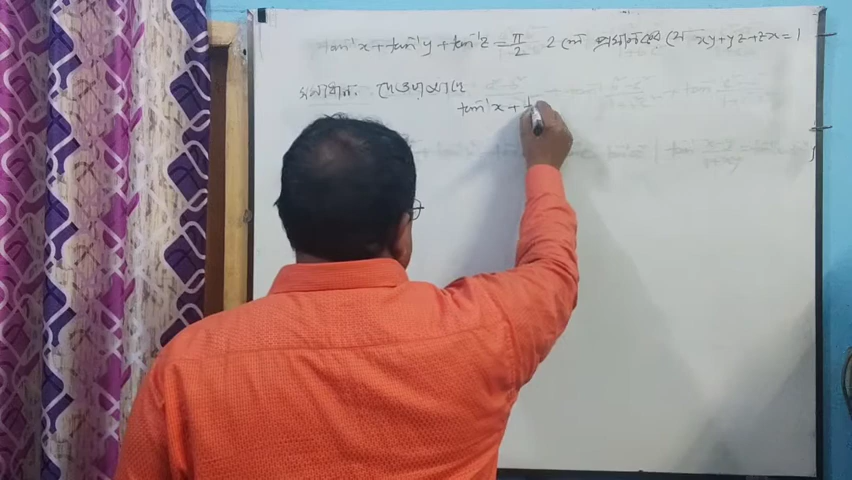 tan⁻¹x + tan⁻¹y + tan⁻¹z = π/2 হলে প্রমাণ করো যে xy+yz+zx=1
সমাধান: দেওয়া আছে
tan⁻¹x + t